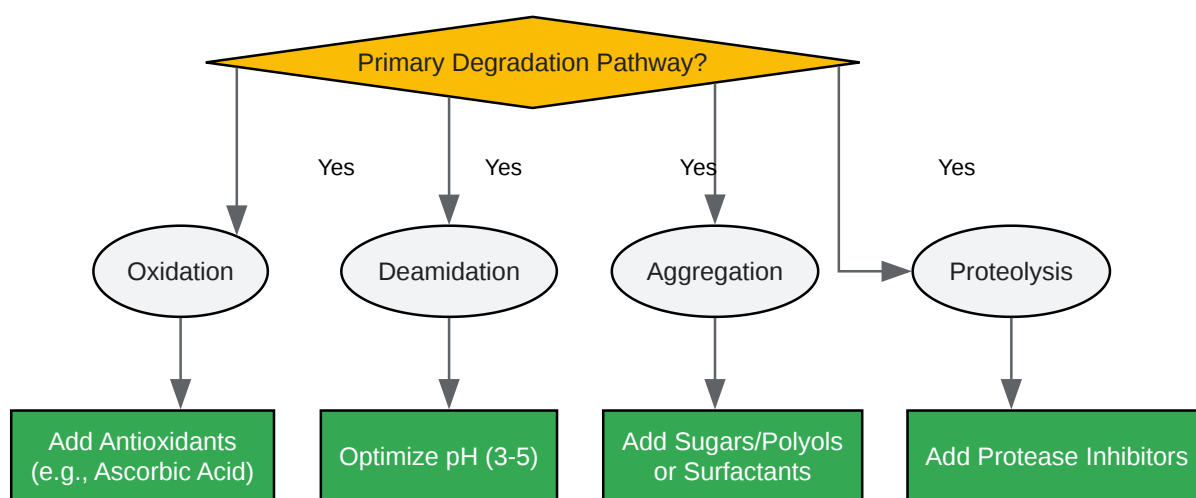 Primary Degradation Pathway?
Yes
Yes
Yes
Yes
Oxidation
Deamidation
Aggregation
Proteolysis
Add Antioxidants
(e.g., Ascorbic Acid)
Optimize pH (3-5)
Add Sugars/Polyols
or Surfactants
Add Protease Inhibitors